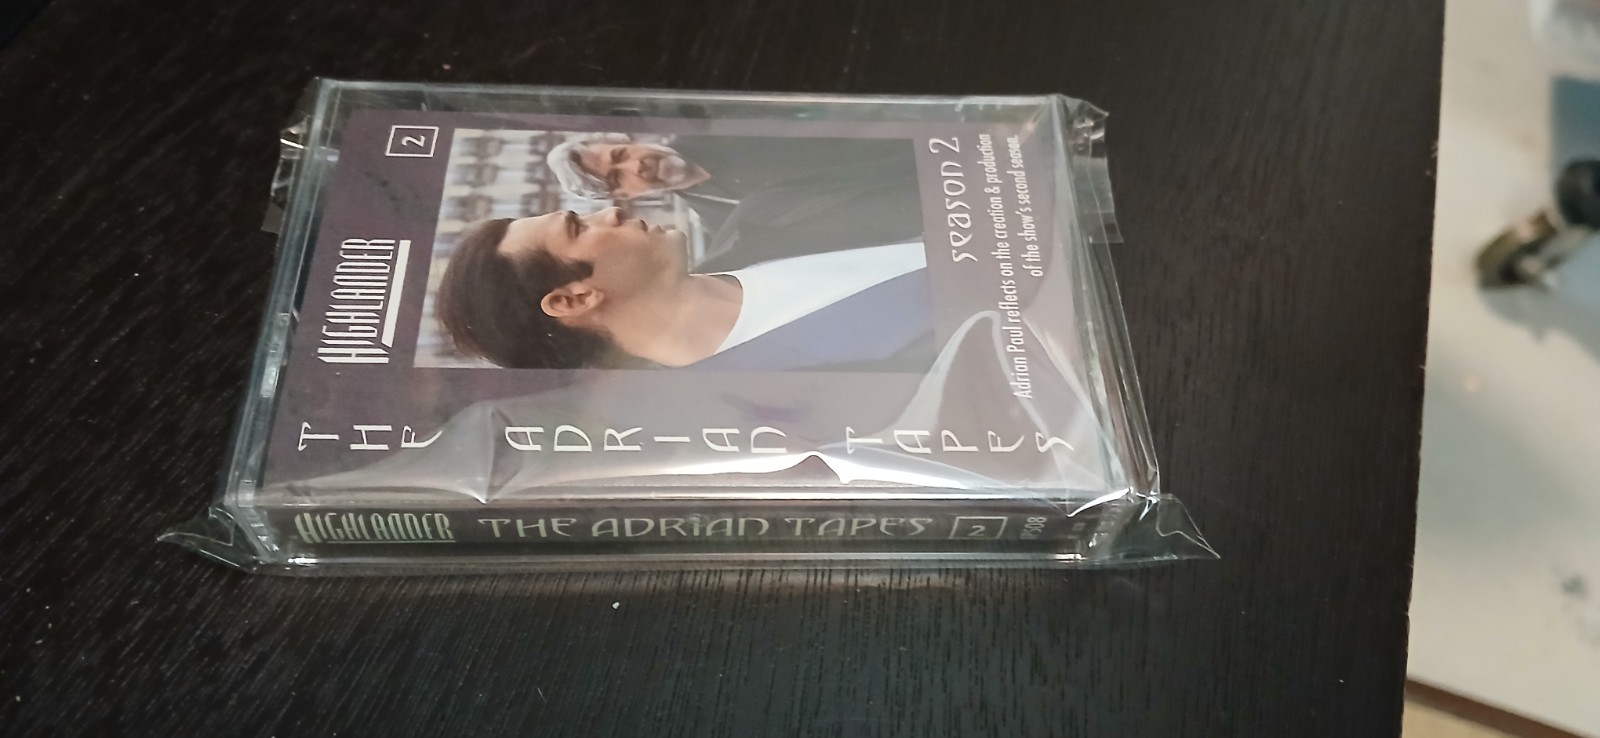 2
HIGHLANDER
THE ADRIAN TAPES
season 2
Adrian Paul reflects on the creation & production
of the show's second season.
HIGHLANDER THE ADRIAN TAPES 2